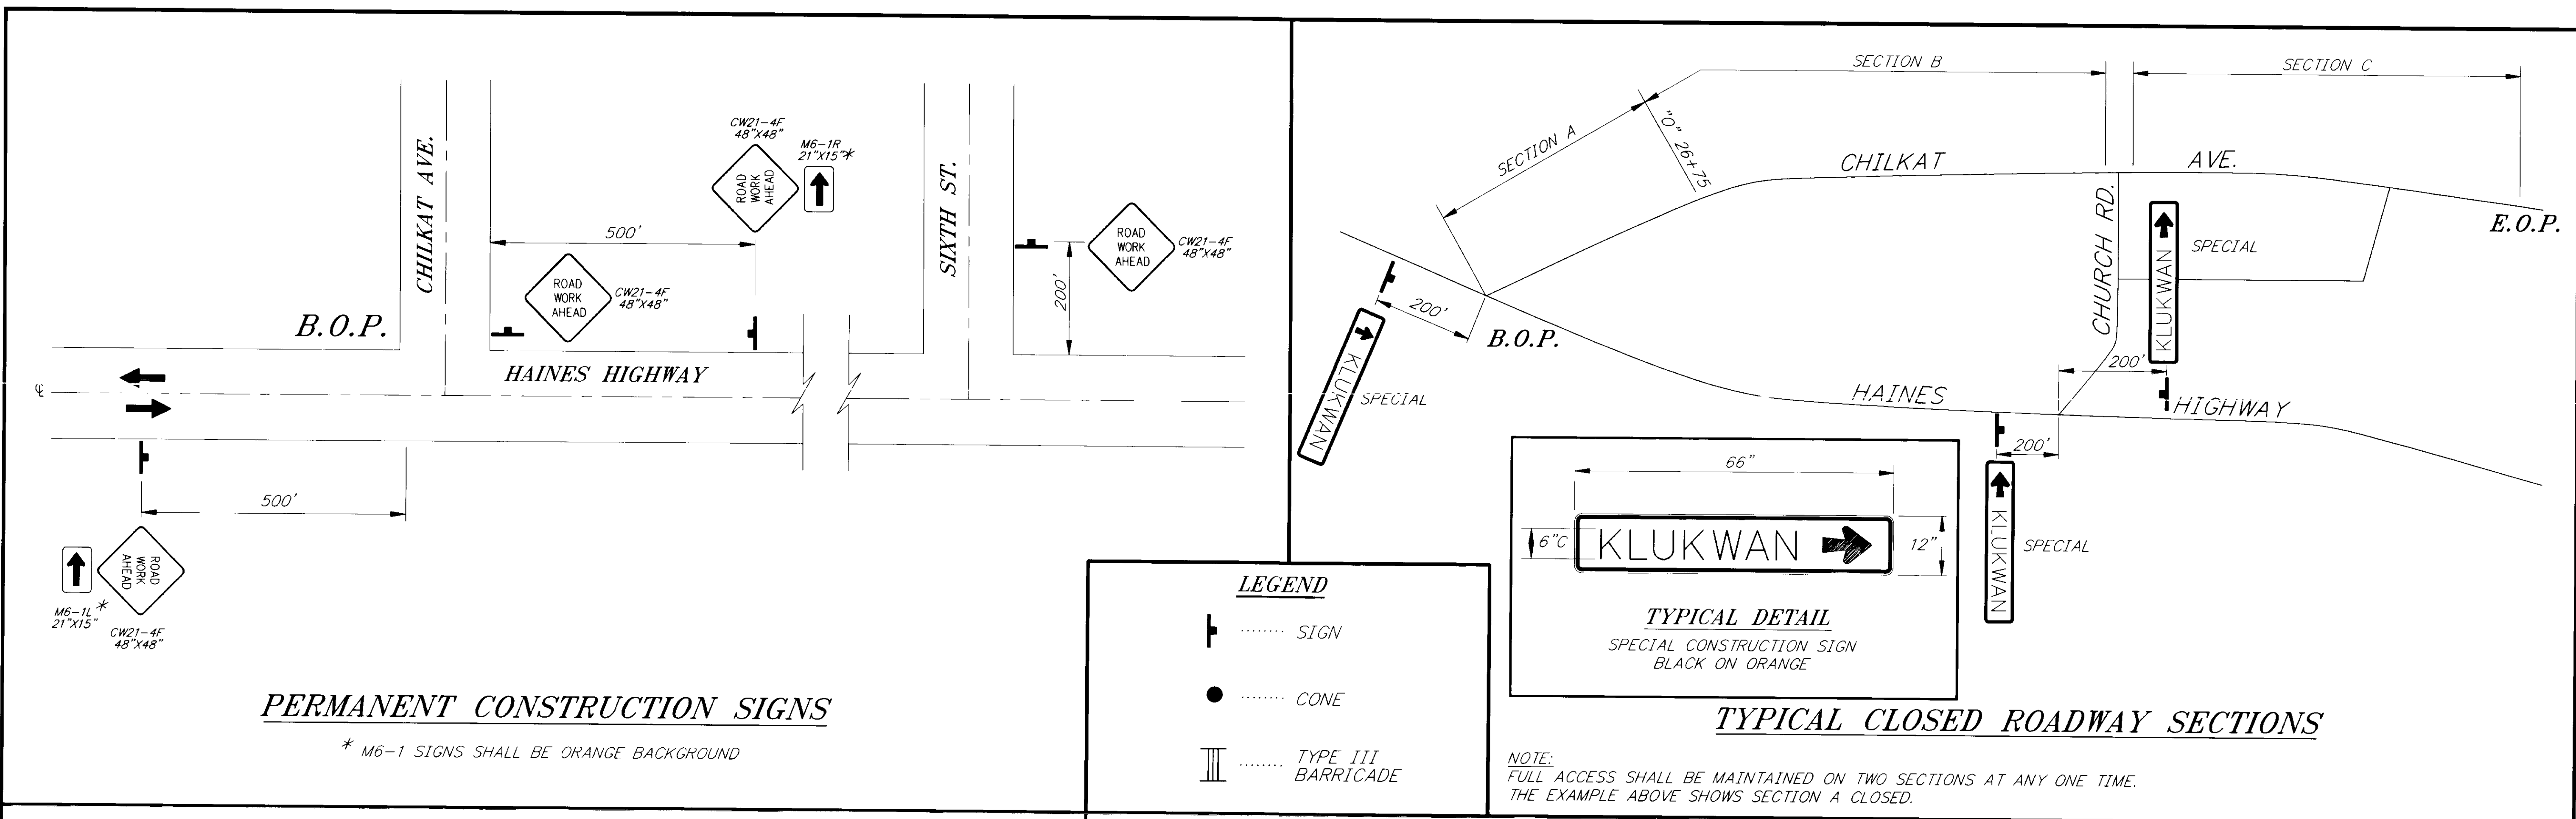 CHILKAT AVE.
CW21-4F
48"X48"
ROAD
WORK
AHEAD
M6-1R
21"X15"*
500'
ROAD
WORK
AHEAD
CW21-4F
48"X48"
SIXTH ST.
200'
ROAD
WORK
AHEAD
CW21-4F
48"X48"
B.O.P.
HAINES HIGHWAY
℄
500'
ROAD
WORK
AHEAD
M6-1L *
21"X15"
CW21-4F
48"X48"
PERMANENT CONSTRUCTION SIGNS
* M6-1 SIGNS SHALL BE ORANGE BACKGROUND
LEGEND
........ SIGN
........ CONE
........ TYPE III
BARRICADE
SECTION A
"O" 26+75
SECTION B
SECTION C
CHILKAT AVE.
E.O.P.
CHURCH RD.
KLUKWAN
SPECIAL
200'
B.O.P.
KLUKWAN
SPECIAL
200'
HAINES HIGHWAY
200'
KLUKWAN
SPECIAL
66"
6"C
KLUKWAN
12"
TYPICAL DETAIL
SPECIAL CONSTRUCTION SIGN
BLACK ON ORANGE
TYPICAL CLOSED ROADWAY SECTIONS
NOTE:
FULL ACCESS SHALL BE MAINTAINED ON TWO SECTIONS AT ANY ONE TIME.
THE EXAMPLE ABOVE SHOWS SECTION A CLOSED.